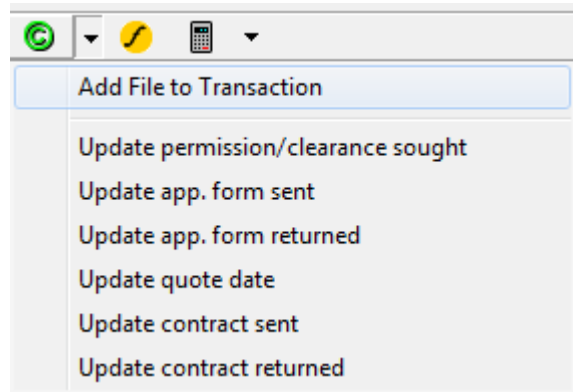 ©
f
Add File to Transaction
Update permission/clearance sought
Update app. form sent
Update app. form returned
Update quote date
Update contract sent
Update contract returned